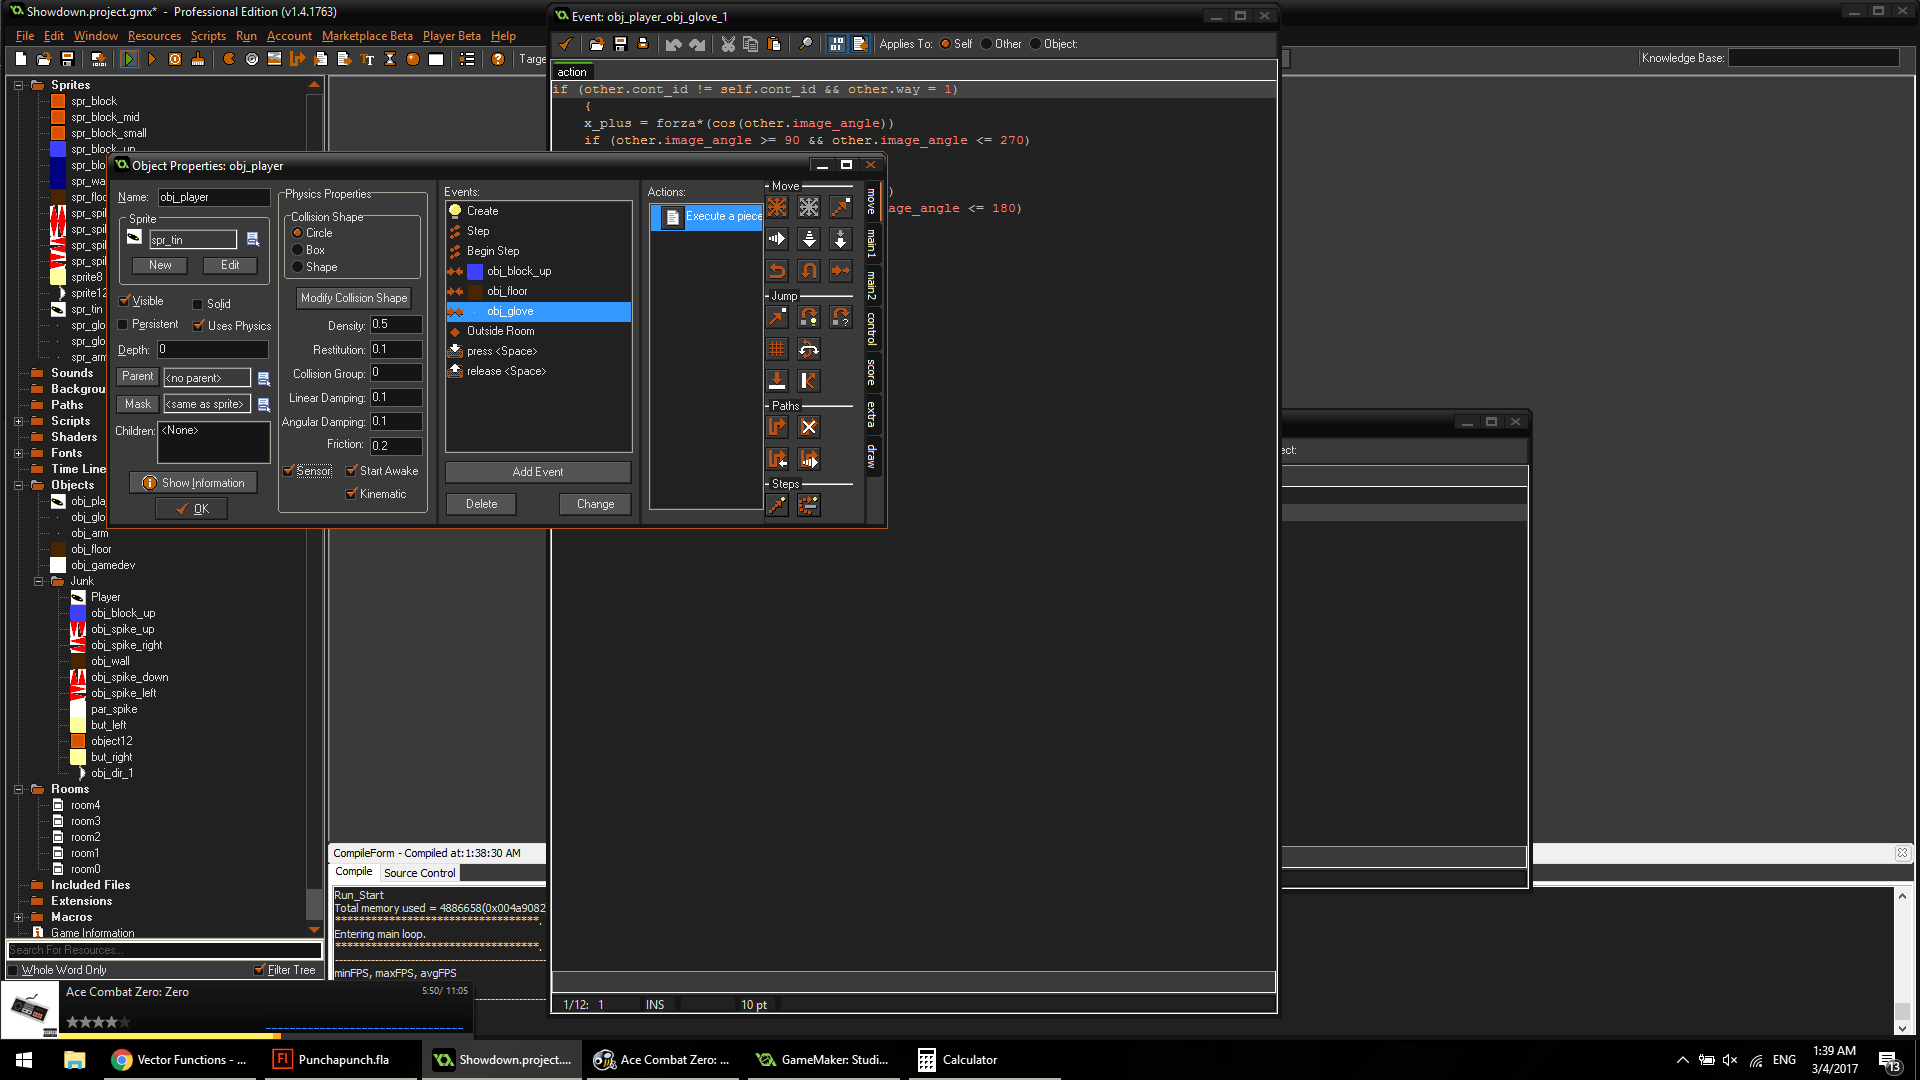 Showdown.project.gmx* - Professional Edition (v1.4.1763)
File Edit Window Resources Scripts Run Account Marketplace Beta Player Beta Help
Targe
Knowledge Base:
Sprites
spr_block
spr_block_mid
spr_block_small
spr_block_up
spr_blo
spr_wa
spr_floo
spr_spi
spr_spi
spr_spi
spr_spi
sprite8
sprite12
spr_tin
spr_glo
spr_glo
spr_arm
Sounds
Backgrou
Paths
Scripts
Shaders
Fonts
Time Line
Objects
obj_pla
obj_glo
obj_arm
obj_floor
obj_gamedev
Junk
Player
obj_block_up
obj_spike_up
obj_spike_right
obj_wall
obj_spike_down
obj_spike_left
par_spike
but_left
object12
but_right
obj_dir_1
Rooms
room4
room3
room2
room1
room0
Included Files
Extensions
Macros
Game Information
Search For Resources...
Whole Word Only Filter Tree
Object Properties: obj_player
Name: obj_player
Sprite
spr_tin
New Edit
Visible Solid
Persistent Uses Physics
Depth: 0
Parent <no parent>
Mask <same as sprite>
Children: <None>
Show Information
OK
Physics Properties
Collision Shape
Circle
Box
Shape
Modify Collision Shape
Density: 0.5
Restitution: 0.1
Collision Group: 0
Linear Damping: 0.1
Angular Damping: 0.1
Friction: 0.2
Sensor Start Awake
Kinematic
Events:
Create
Step
Begin Step
obj_block_up
obj_floor
obj_glove
Outside Room
press <Space>
release <Space>
Add Event
Delete Change
Actions:
Execute a piece
Move
Jump
Paths
Steps
move
main1
main2
control
score
extra
draw
Event: obj_player_obj_glove_1
Applies To: Self Other Object:
action
if (other.cont_id != self.cont_id && other.way = 1)
{
x_plus = forza*(cos(other.image_angle))
if (other.image_angle >= 90 && other.image_angle <= 270)
)
age_angle <= 180)
1/12: 1 INS 10 pt
ect:
CompileForm - Compiled at:1:38:30 AM
Compile Source Control
Run_Start
Total memory used = 4886658(0x004a9082
Entering main loop.
minFPS, maxFPS, avgFPS
Ace Combat Zero: Zero 5:50/ 11:05
Vector Functions - ...
Punchapunch.fla
Showdown.project....
Ace Combat Zero: ...
GameMaker: Studi...
Calculator
ENG
1:39 AM
3/4/2017
13